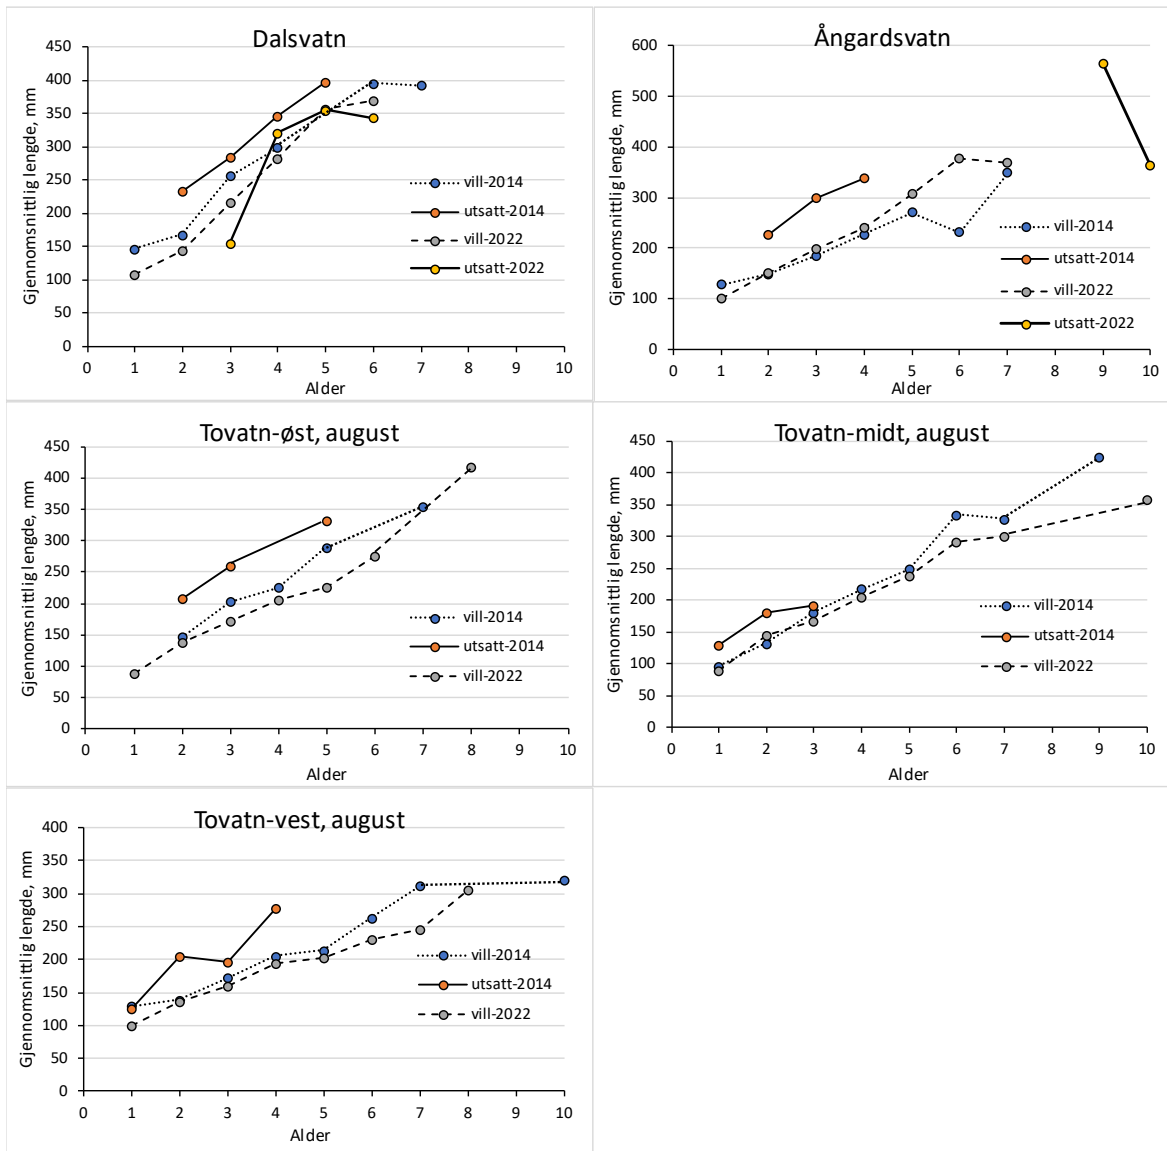 Dalsvatn
Gjennomsnittlig lengde, mm
450
400
350
300
250
200
150
100
50
0
0 1 2 3 4 5 6 7 8 9 10
Alder
vill-2014
utsatt-2014
vill-2022
utsatt-2022
Ångardsvatn
Gjennomsnittlig lengde, mm
600
500
400
300
200
100
0
0 1 2 3 4 5 6 7 8 9 10
Alder
vill-2014
utsatt-2014
vill-2022
utsatt-2022
Tovatn-øst, august
Gjennomsnittlig lengde, mm
450
400
350
300
250
200
150
100
50
0
0 1 2 3 4 5 6 7 8 9 10
Alder
vill-2014
utsatt-2014
vill-2022
Tovatn-midt, august
Gjennomsnittlig lengde, mm
450
400
350
300
250
200
150
100
50
0
0 1 2 3 4 5 6 7 8 9 10
Alder
vill-2014
utsatt-2014
vill-2022
Tovatn-vest, august
Gjennomsnittlig lengde, mm
400
350
300
250
200
150
100
50
0
0 1 2 3 4 5 6 7 8 9 10
Alder
vill-2014
utsatt-2014
vill-2022